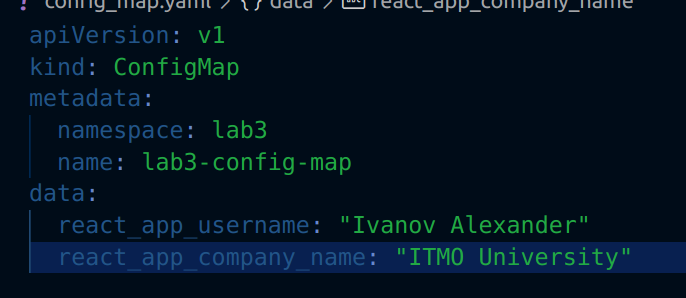 ! config_map.yaml > {} data > abc react_app_company_name
apiVersion: v1
kind: ConfigMap
metadata:
  namespace: lab3
  name: lab3-config-map
data:
  react_app_username: "Ivanov Alexander"
  react_app_company_name: "ITMO University"